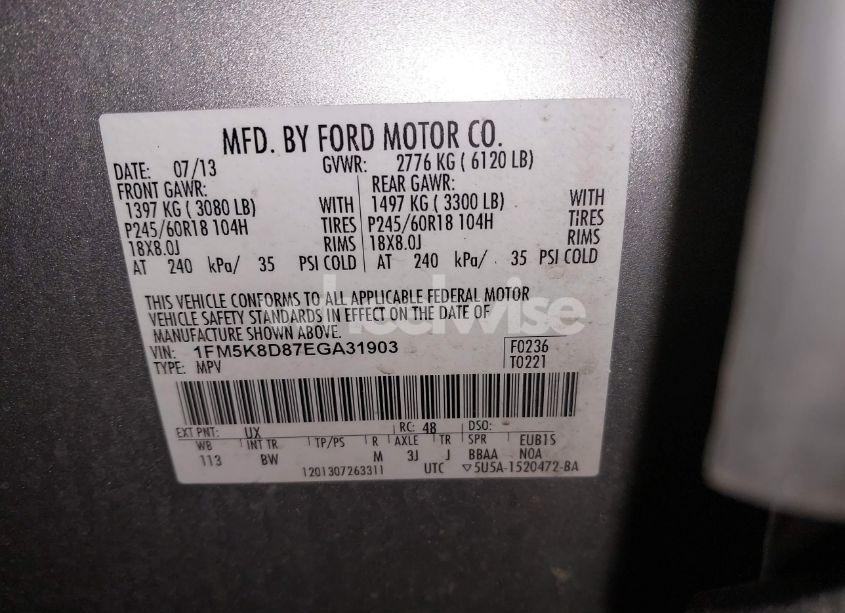 MFD. BY FORD MOTOR CO.
DATE: 07/13 GVWR: 2776 KG ( 6120 LB)
FRONT GAWR: REAR GAWR:
1397 KG ( 3080 LB) WITH 1497 KG ( 3300 LB) WITH
P245/60R18 104H TIRES P245/60R18 104H TIRES
18X8.0J RIMS 18X8.0J RIMS
AT 240 kPa/ 35 PSI COLD AT 240 kPa/ 35 PSI COLD
THIS VEHICLE CONFORMS TO ALL APPLICABLE FEDERAL MOTOR
VEHICLE SAFETY STANDARDS IN EFFECT ON THE DATE OF
MANUFACTURE SHOWN ABOVE.
VIN: 1FM5K8D87EGA31903 F0236
TYPE: MPV T0221
EXT PNT: UX RC: 48 DSO:
WB INT TR TP/PS R AXLE TR SPR EUB1S
113 BW M 3J J BBAA N0A
1201307263311 UTC ▽5U5A-1520472-BA